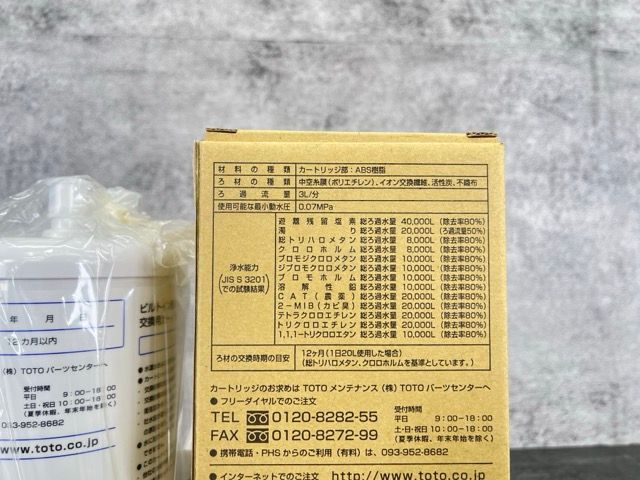 材料の種類 カートリッジ部：ABS樹脂
ろ材の種類 中空糸膜(ポリエチレン)、イオン交換繊維、活性炭、不織布
ろ過流量 3L/分
使用可能な最小動水圧 0.07MPa
浄水能力
(JIS S 3201)
での試験結果
遊離残留塩素 総ろ過水量 40,000L (除去率80%)
濁り 総ろ過水量 20,000L (ろ過流量50%)
総トリハロメタン 総ろ過水量 8,000L (除去率80%)
クロロホルム 総ろ過水量 8,000L (除去率80%)
ブロモジクロロメタン 総ろ過水量 10,000L (除去率80%)
ジブロモクロロメタン 総ろ過水量 10,000L (除去率80%)
ブロモホルム 総ろ過水量 10,000L (除去率80%)
溶解性鉛 総ろ過水量 10,000L (除去率80%)
CAT(農薬) 総ろ過水量 20,000L (除去率80%)
2-MIB(カビ臭) 総ろ過水量 20,000L (除去率80%)
テトラクロロエチレン 総ろ過水量 20,000L (除去率80%)
トリクロロエチレン 総ろ過水量 20,000L (除去率80%)
1,1,1-トリクロロエタン 総ろ過水量 10,000L (除去率80%)
ろ材の交換時期の目安 12ヶ月(1日20L使用した場合)
(総トリハロメタン、クロロホルムを基準としています。)
カートリッジのお求めは TOTOメンテナンス(株) TOTOパーツセンターへ
●フリーダイヤルでのご注文
TEL 0120-8282-55
FAX 0120-8272-99
受付時間
平日 9：00-18：00
土・日・祝日 10：00-18：00
(夏季休暇、年末年始を除く)
●携帯電話・PHSからのご利用(有料)は、093-952-8682
●インターネットでのご注文 http://www.toto.co.jp
年 月 日
12カ月以内
(株) TOTOパーツセンターへ
受付時間
平日 9：00-18：00
土・日・祝日 10：00-18：00
(夏季休暇、年末年始を除く)
093-952-8682
www.toto.co.jp
ビルトイン
交換用カー